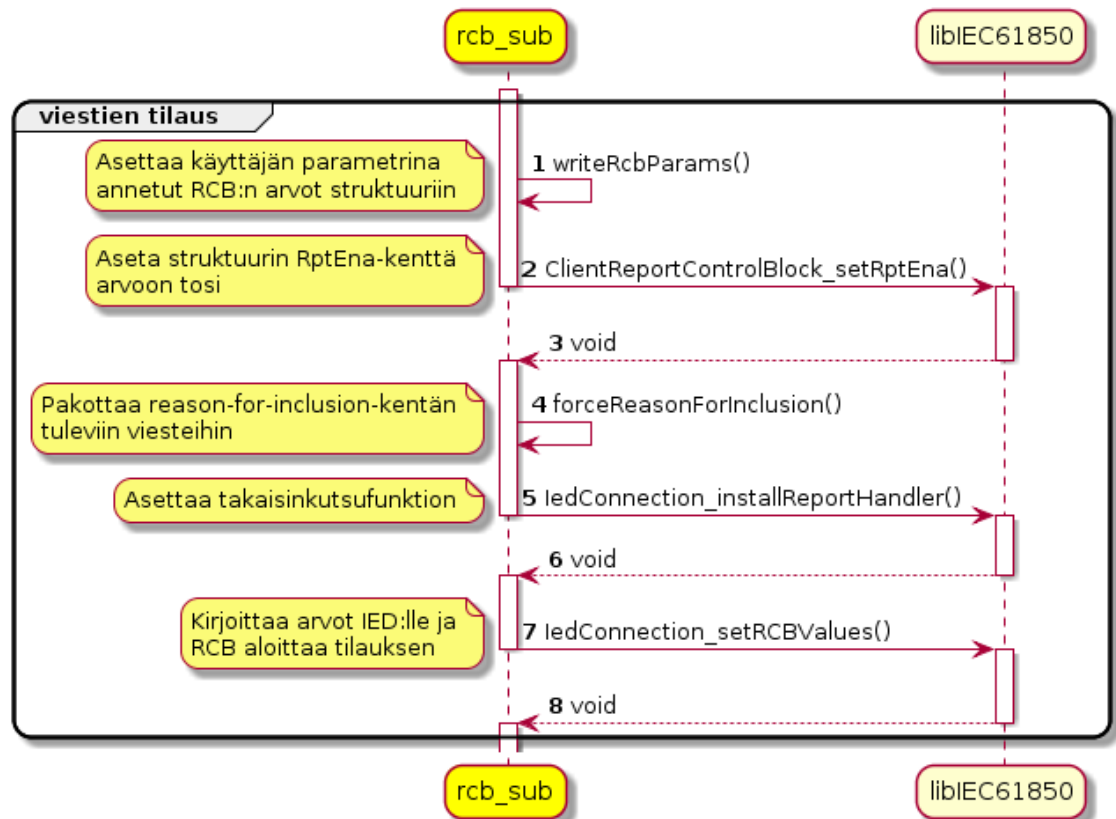 rcb_sub
libIEC61850
viestien tilaus
Asettaa käyttäjän parametrina
annetut RCB:n arvot struktuuriin
1 writeRcbParams()
Aseta struktuurin RptEna-kenttä
arvoon tosi
2 ClientReportControlBlock_setRptEna()
3 void
Pakottaa reason-for-inclusion-kentän
tuleviin viesteihin
4 forceReasonForInclusion()
Asettaa takaisinkutsufunktion
5 IedConnection_installReportHandler()
6 void
Kirjoittaa arvot IED:lle ja
RCB aloittaa tilauksen
7 IedConnection_setRCBValues()
8 void
rcb_sub
libIEC61850